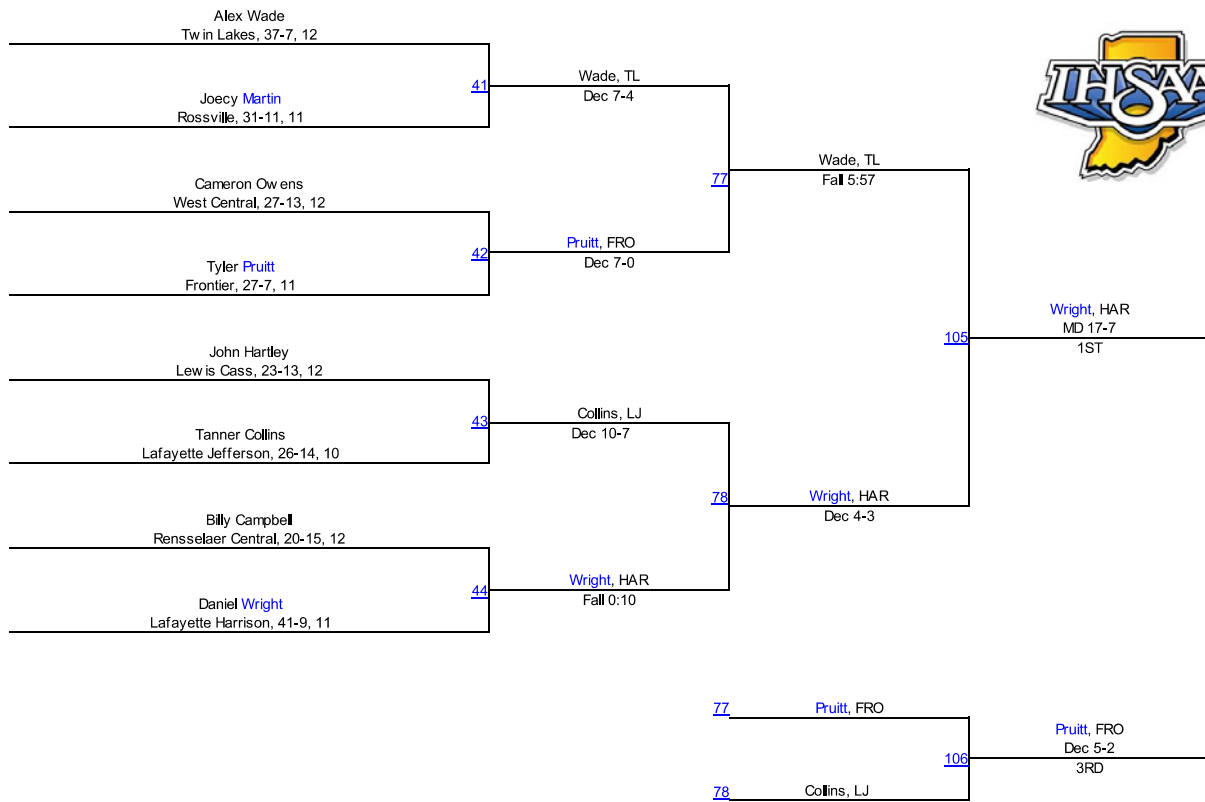 Alex Wade
Twin Lakes, 37-7, 12
41
Joecy Martin
Rossville, 31-11, 11
Wade, TL
Dec 7-4
77
Cameron Owens
West Central, 27-13, 12
42
Tyler Pruitt
Frontier, 27-7, 11
Pruitt, FRO
Dec 7-0
Wade, TL
Fall 5:57
105
John Hartley
Lewis Cass, 23-13, 12
43
Tanner Collins
Lafayette Jefferson, 26-14, 10
Collins, LJ
Dec 10-7
78
Billy Campbell
Rensselaer Central, 20-15, 12
44
Daniel Wright
Lafayette Harrison, 41-9, 11
Wright, HAR
Fall 0:10
Wright, HAR
Dec 4-3
Wright, HAR
MD 17-7
1ST
77
Pruitt, FRO
106
78
Collins, LJ
Pruitt, FRO
Dec 5-2
3RD
IHSAA